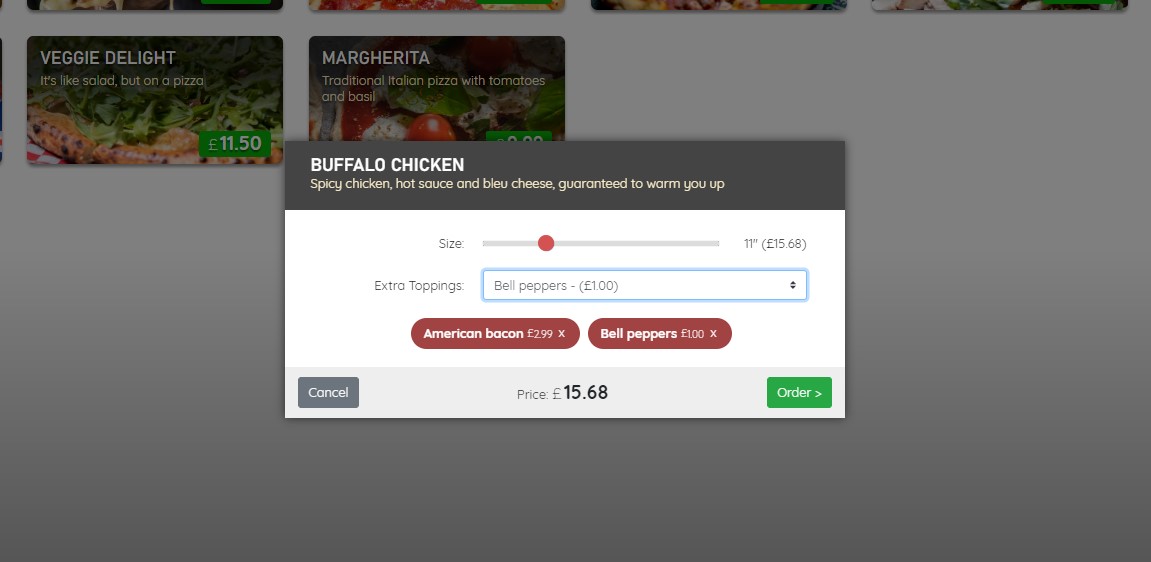 VEGGIE DELIGHT
It's like salad, but on a pizza
£11.50
MARGHERITA
Traditional Italian pizza with tomatoes
and basil
BUFFALO CHICKEN
Spicy chicken, hot sauce and bleu cheese, guaranteed to warm you up
Size: 11" (£15.68)
Extra Toppings: Bell peppers - (£1.00)
American bacon £2.99 x Bell peppers £1.00 x
Cancel Price: £15.68 Order >